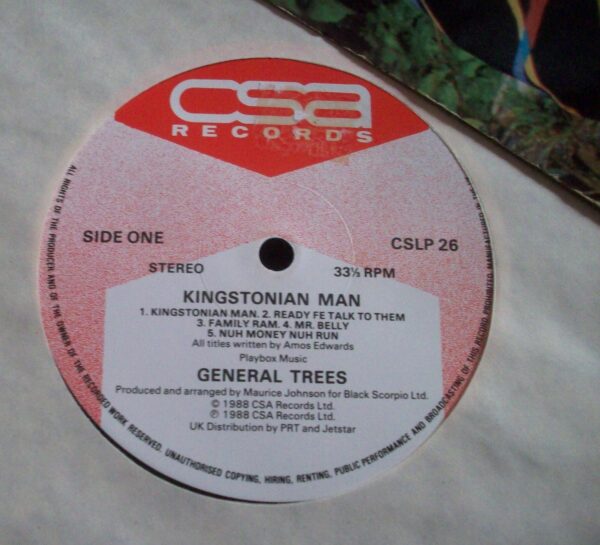 csa
RECORDS
SIDE ONE
CSLP 26
STEREO
33⅓ RPM
KINGSTONIAN MAN
1. KINGSTONIAN MAN. 2. READY FE TALK TO THEM
3. FAMILY RAM. 4. MR. BELLY
5. NUH MONEY NUH RUN
All titles written by Amos Edwards
Playbox Music
GENERAL TREES
Produced and arranged by Maurice Johnson for Black Scorpio Ltd.
© 1988 CSA Records Ltd.
℗ 1988 CSA Records Ltd.
UK Distribution by PRT and Jetstar
ALL RIGHTS OF THE PRODUCER AND OF THE OWNER OF THE RECORDED WORK RESERVED. UNAUTHORISED COPYING, HIRING, RENTING, PUBLIC PERFORMANCE AND BROADCASTING OF THIS RECORD PROHIBITED. MANUFACTURED